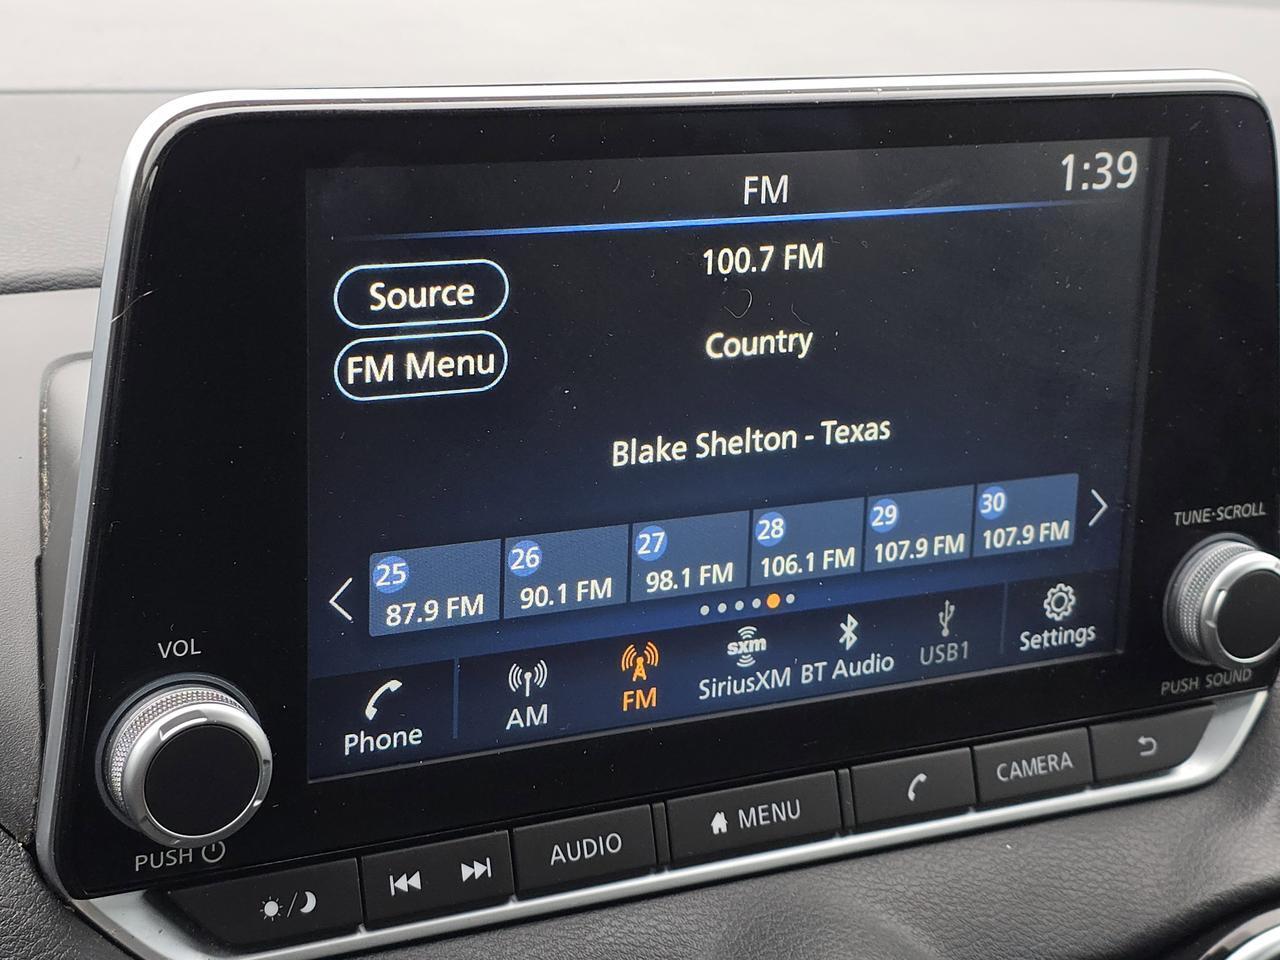 FM
1:39
100.7 FM
Source
Country
FM Menu
Blake Shelton - Texas
25
87.9 FM
26
90.1 FM
27
98.1 FM
28
106.1 FM
29
107.9 FM
30
107.9 FM
Phone
AM
FM
sxm
SiriusXM
BT Audio
USB1
Settings
VOL
PUSH
TUNE·SCROLL
PUSH SOUND
AUDIO
MENU
CAMERA